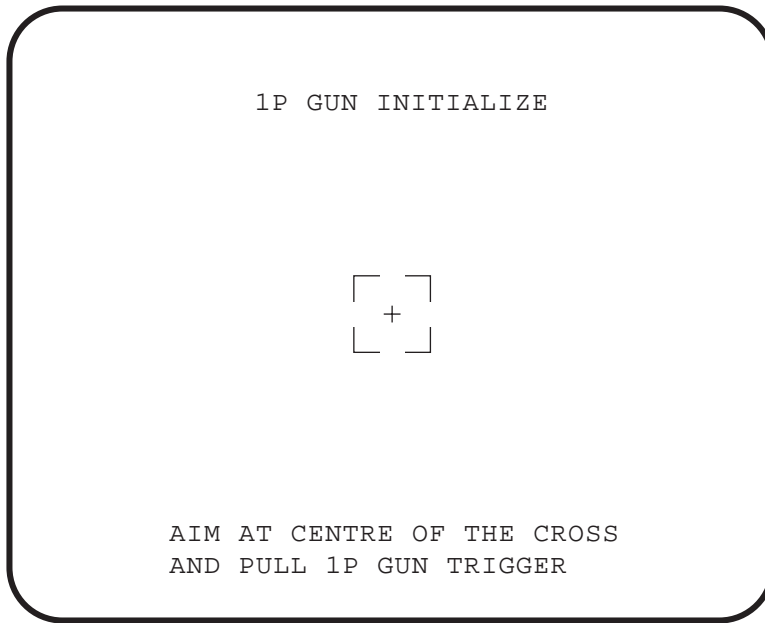 1P GUN INITIALIZE
AIM AT CENTRE OF THE CROSS
AND PULL 1P GUN TRIGGER